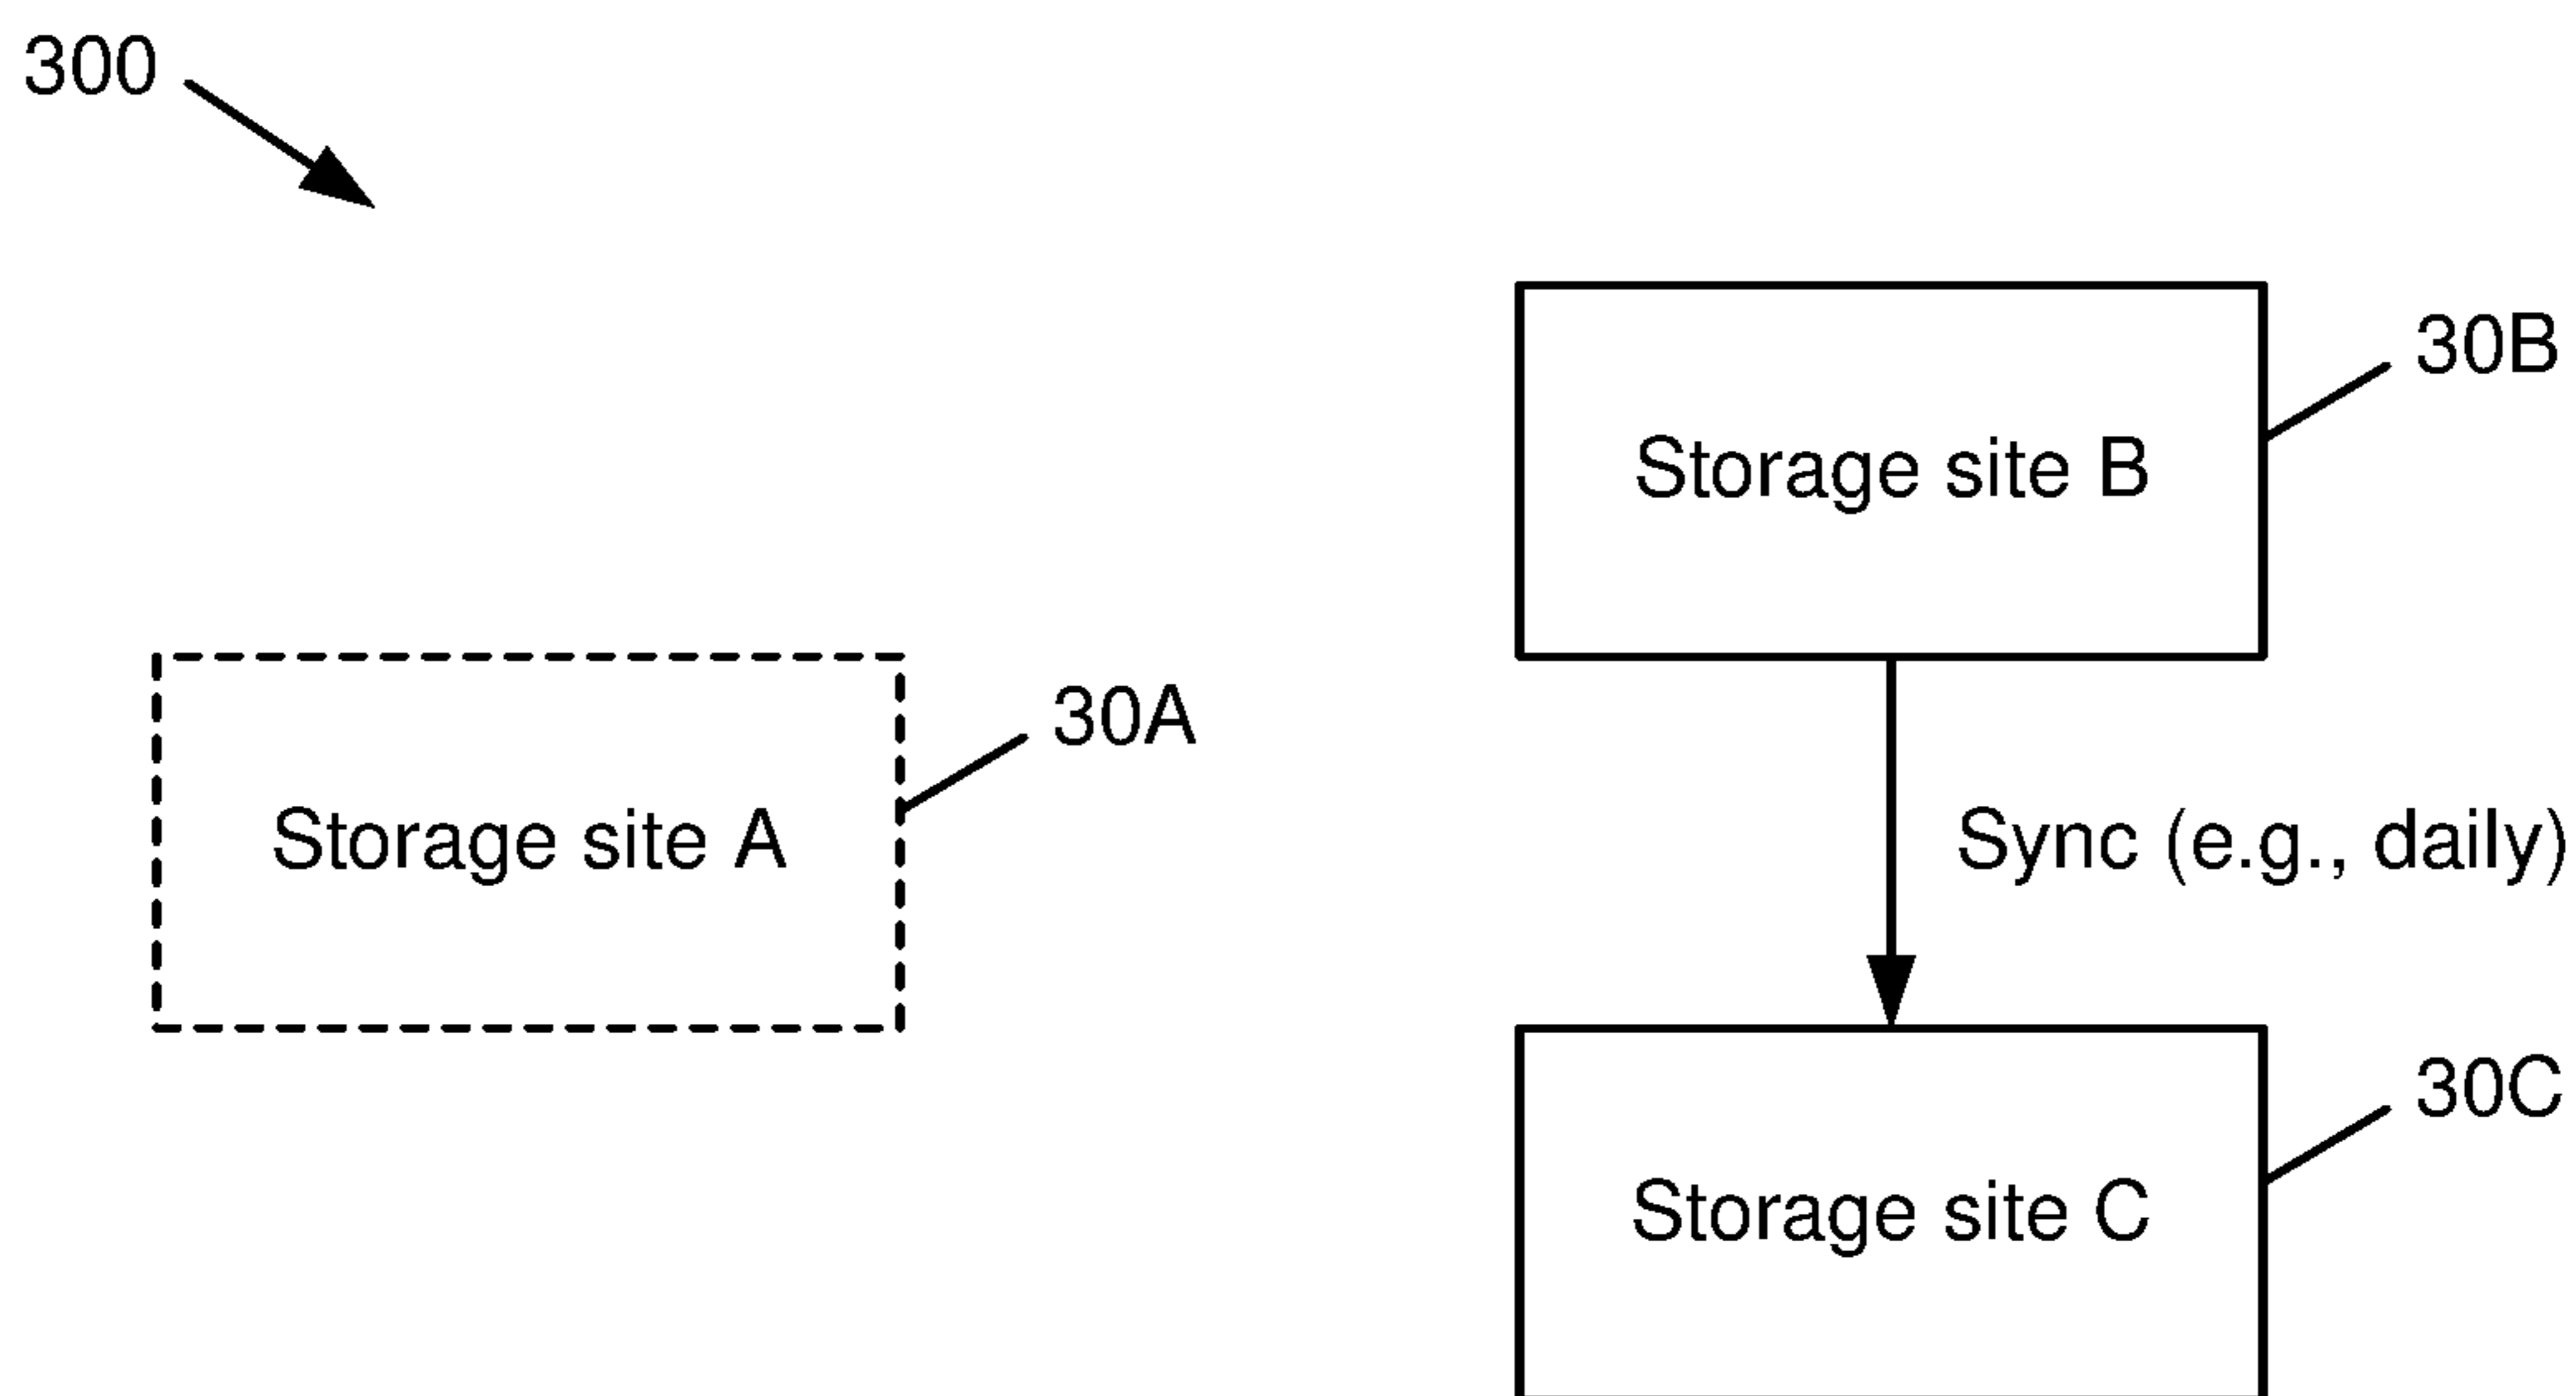 300
30B
Storage site B
30A
Storage site A
Sync (e.g., daily)
30C
Storage site C